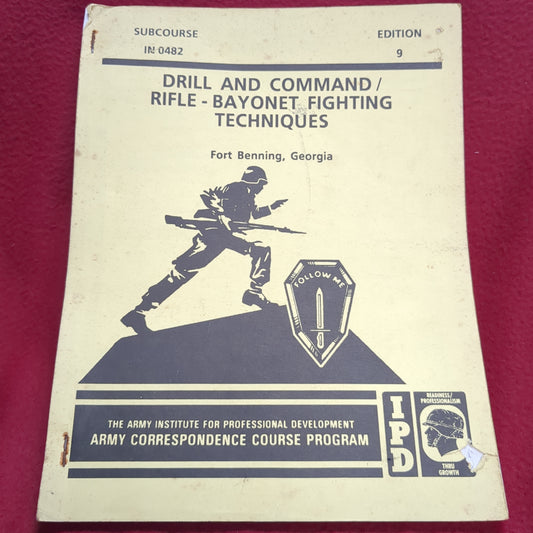 SUBCOURSE
IN 0482
EDITION
9
DRILL AND COMMAND/
RIFLE - BAYONET FIGHTING
TECHNIQUES
Fort Benning, Georgia
FOLLOW ME
THE ARMY INSTITUTE FOR PROFESSIONAL DEVELOPMENT
ARMY CORRESPONDENCE COURSE PROGRAM
IPD
READINESS/
PROFESSIONALISM
THRU
GROWTH